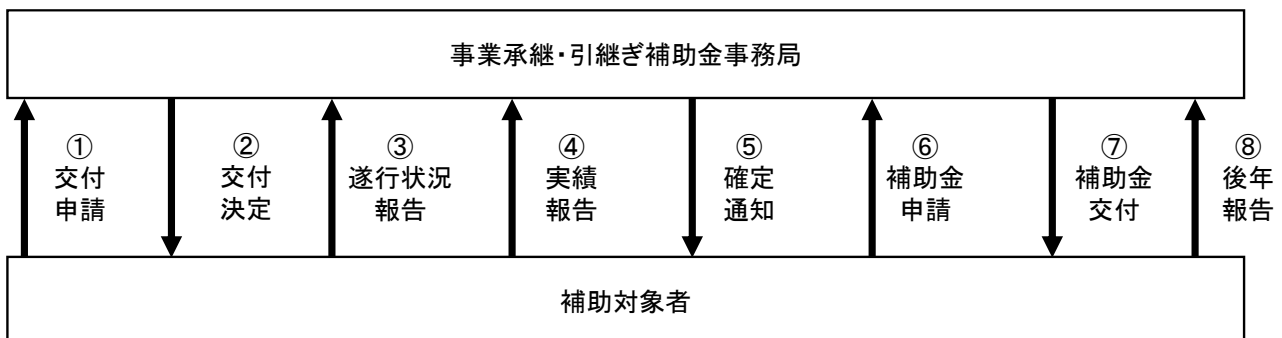 事業承継・引継ぎ補助金事務局
①
交付
申請
②
交付
決定
③
遂行状況
報告
④
実績
報告
⑤
確定
通知
⑥
補助金
申請
⑦
補助金
交付
⑧
後年
報告
補助対象者